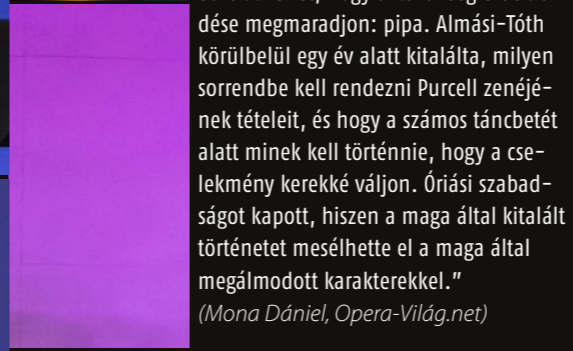 dése megmaradjon: pipa. Almási-Tóth
körülbelül egy év alatt kitalálta, milyen
sorrendbe kell rendezni Purcell zenéjé-
nek tételeit, és hogy a számos táncbetét
alatt minek kell történnie, hogy a cse-
lekmény kerekké váljon. Óriási szabad-
ságot kapott, hiszen a maga által kitalált
történetet mesélhette el a maga által
megálmodott karakterekkel.”
(Mona Dániel, Opera-Világ.net)